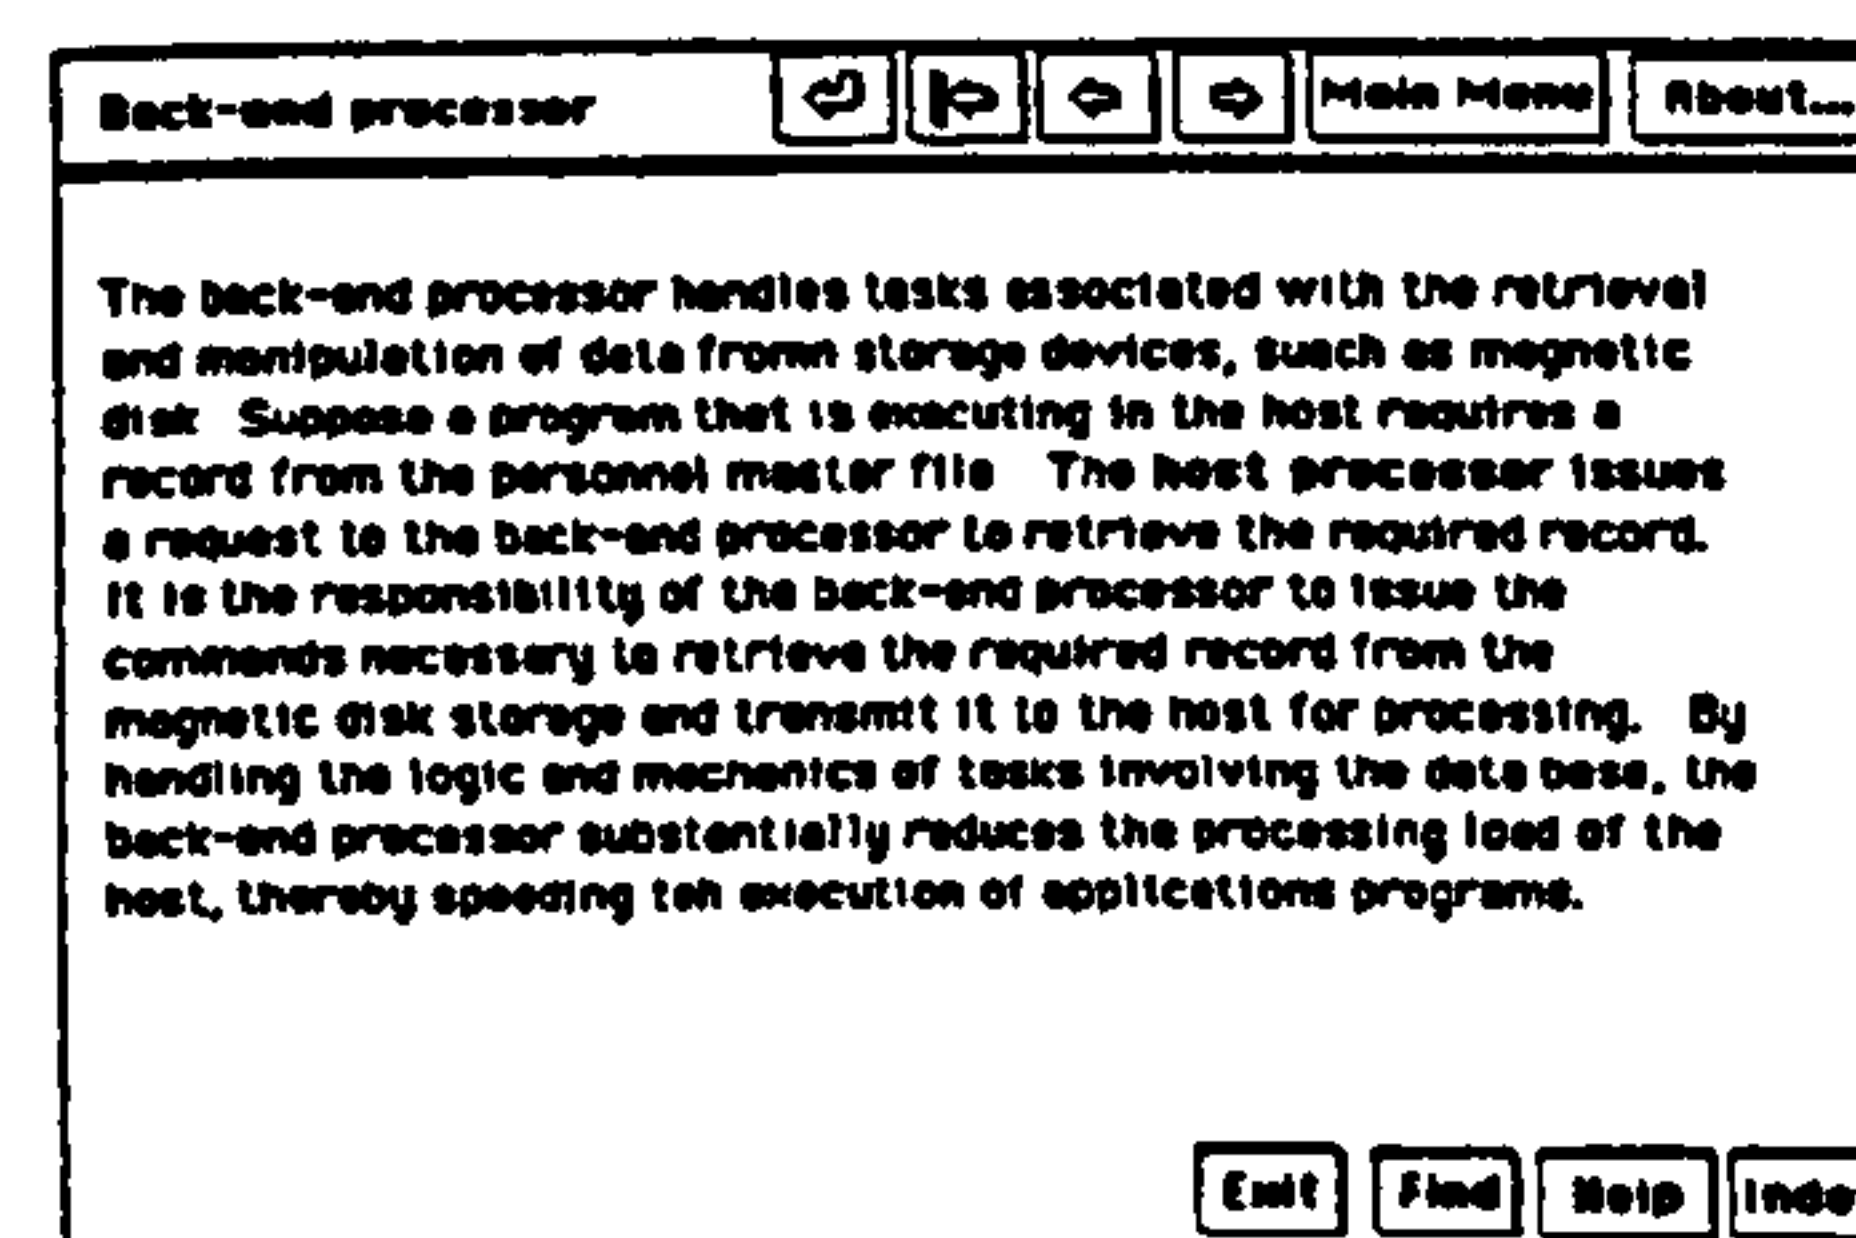 Back-end processor Main Menu About...
The back-end processor handles tasks associated with the retrieval
and manipulation of data fromn storage devices, suach as magnetic
disk  Suppose a program that is executing in the host requires a
record from the personnel master file  The host processor issues
a request to the back-end processor to retrieve the required record.
It is the responsibility of the back-end processor to issue the
commands necessary to retrieve the required record from the
magnetic disk storage and transmit it to the host for processing.  By
handling the logic and mechanics of tasks involving the data base, the
back-end processor substantially reduces the processing load of the
host, thereby speeding teh execution of applications programs.
Exit Find Help Inde